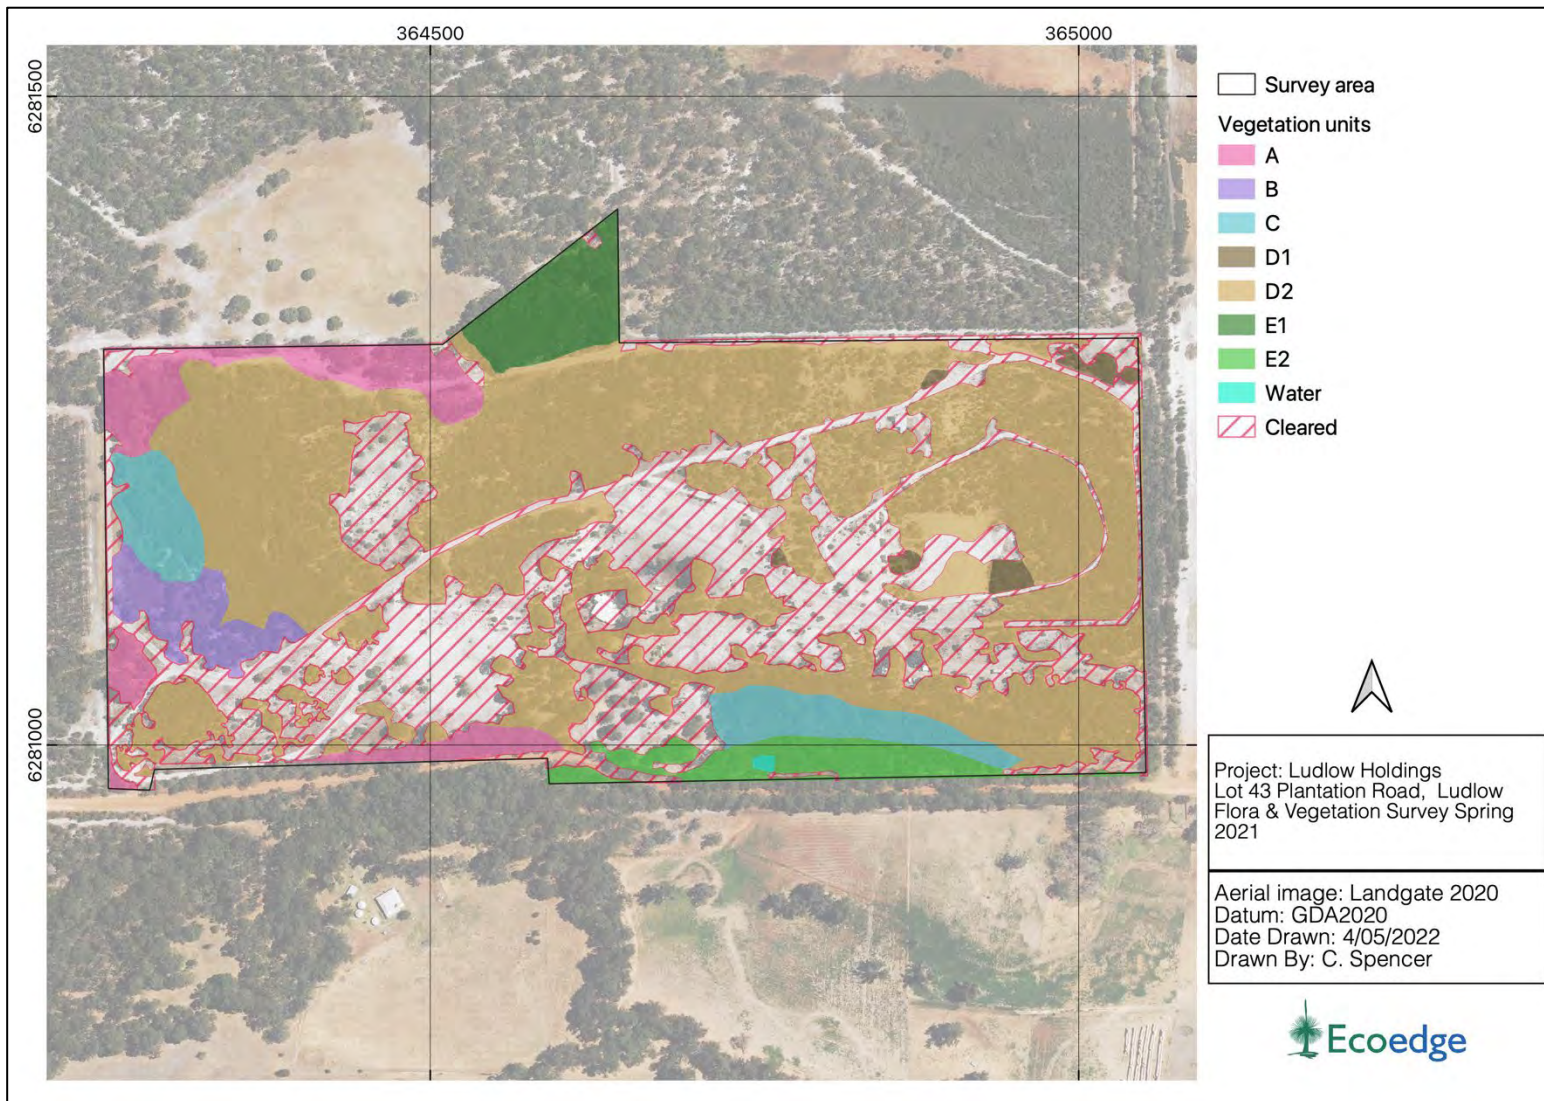 364500
365000
6281500
6281000
Survey area
Vegetation units
A
B
C
D1
D2
E1
E2
Water
Cleared
Project: Ludlow Holdings
Lot 43 Plantation Road, Ludlow
Flora & Vegetation Survey Spring
2021
Aerial image: Landgate 2020
Datum: GDA2020
Date Drawn: 4/05/2022
Drawn By: C. Spencer
Ecoedge